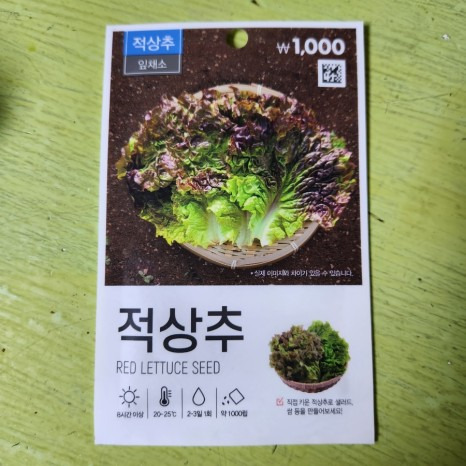 적상추
잎채소
₩1,000
*실제 이미지와 차이가 있을 수 있습니다.
적상추
RED LETTUCE SEED
6시간 이상
20-25℃
2-3일 1회
약 1000립
직접 키운 적상추로 샐러드,
쌈 등을 만들어보세요!